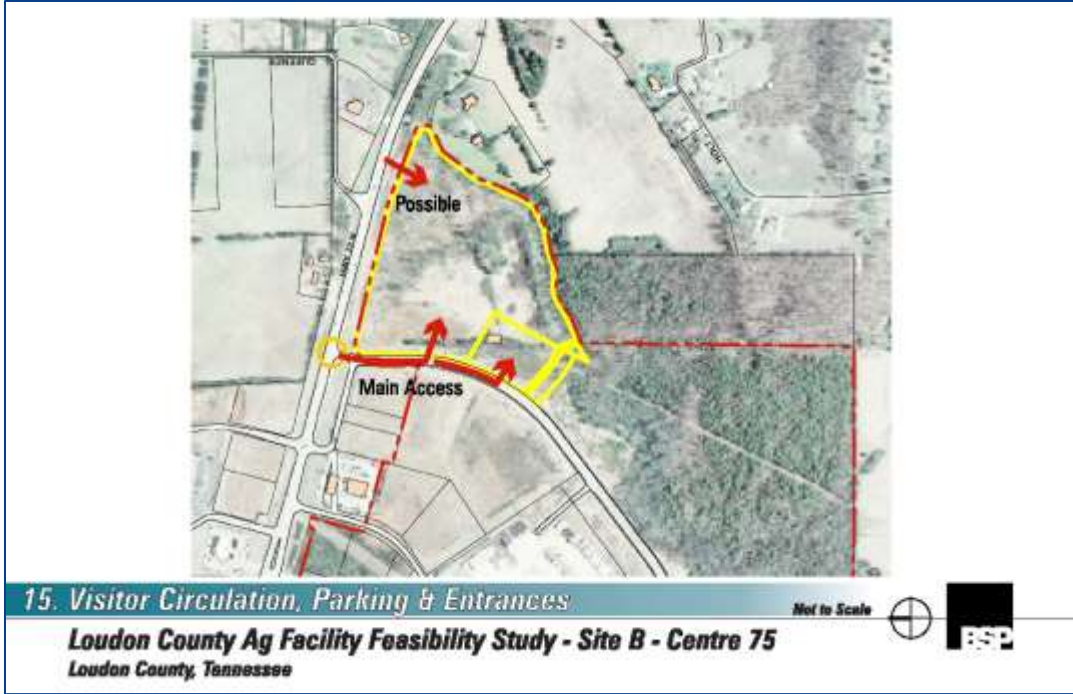 Possible
Main Access
HOLT
15. Visitor Circulation, Parking & Entrances
Not to Scale
BSP
Loudon County Ag Facility Feasibility Study - Site B - Centre 75
Loudon County, Tennessee